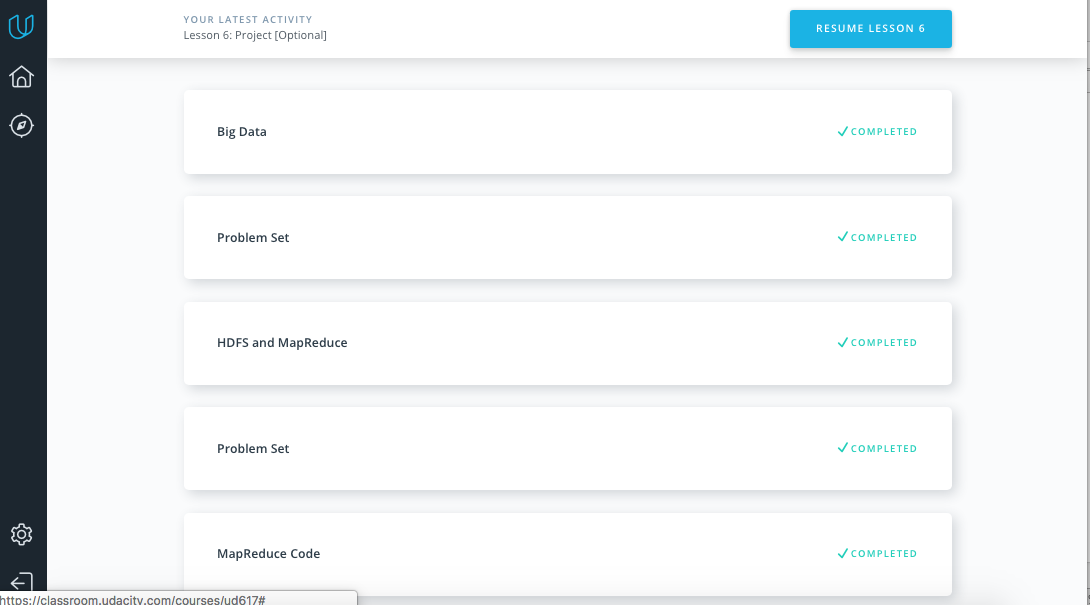 YOUR LATEST ACTIVITY
Lesson 6: Project [Optional]
RESUME LESSON 6
Big Data
COMPLETED
Problem Set
COMPLETED
HDFS and MapReduce
COMPLETED
Problem Set
COMPLETED
MapReduce Code
COMPLETED
https://classroom.udacity.com/courses/ud617#